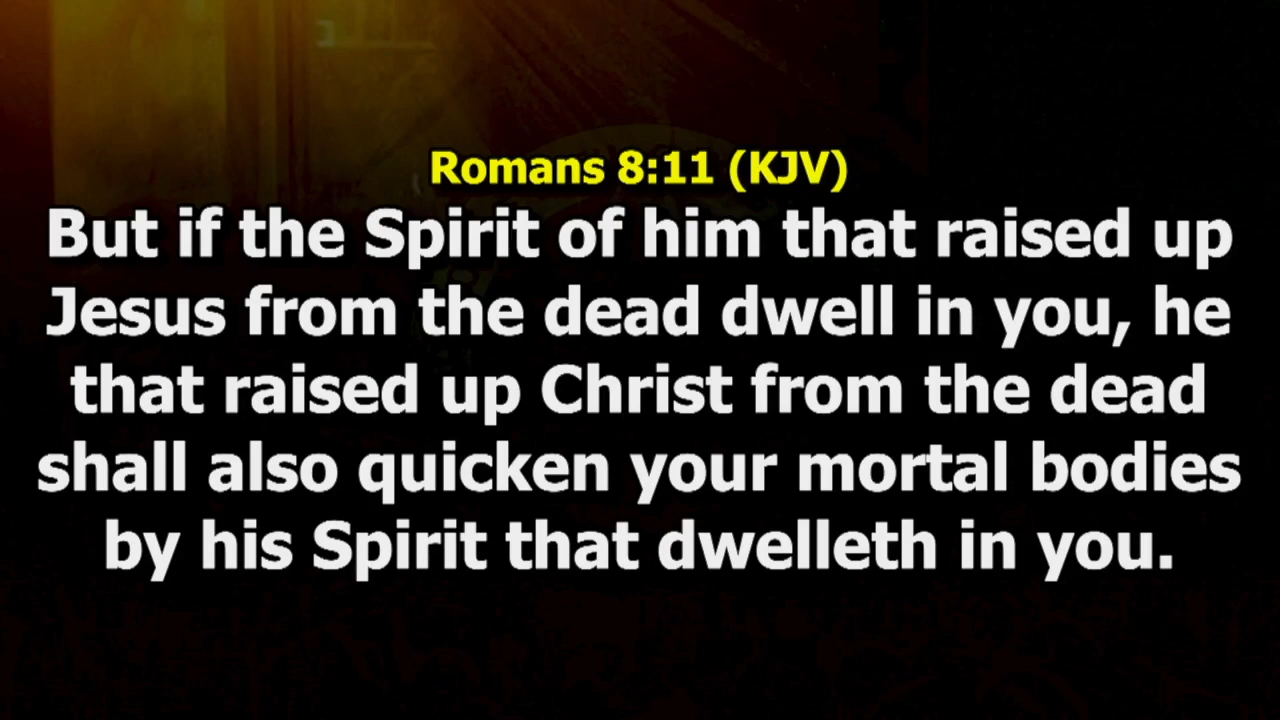 Romans 8:11 (KJV)
But if the Spirit of him that raised up
Jesus from the dead dwell in you, he
that raised up Christ from the dead
shall also quicken your mortal bodies
by his Spirit that dwelleth in you.